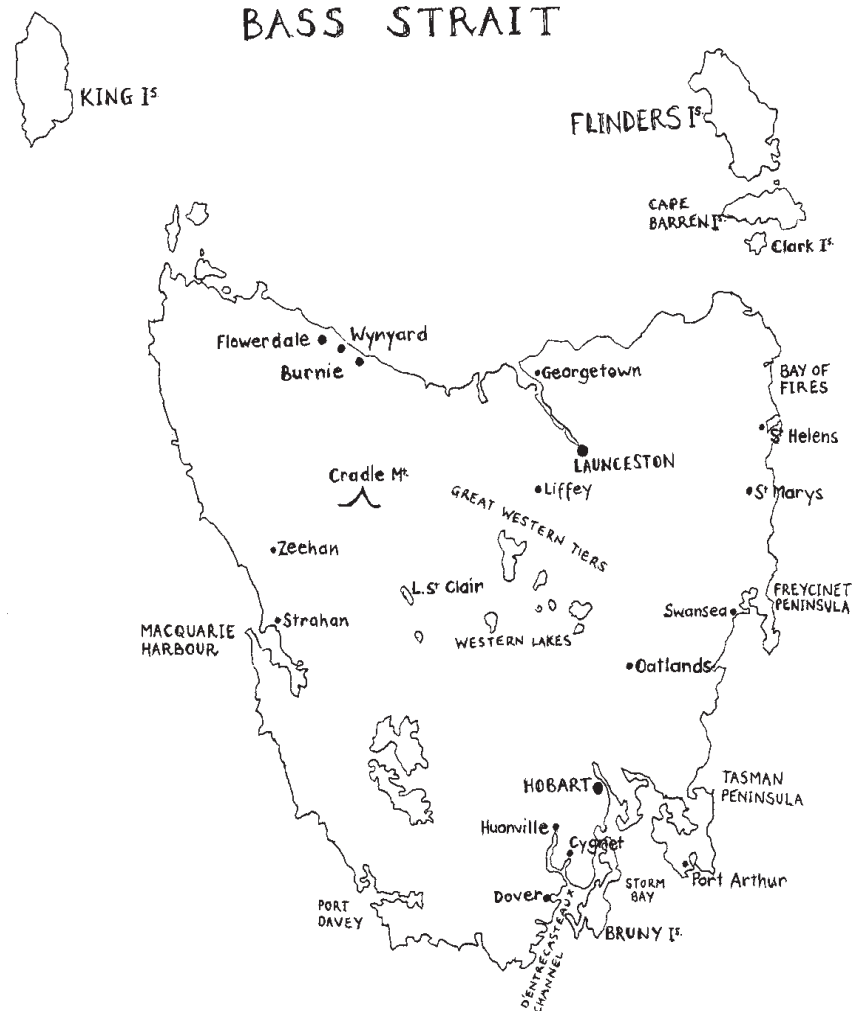 BASS STRAIT
KING Is.
FLINDERS Is.
CAPE
BARREN Is.
Clark Is.
Flowerdale
Wynyard
Burnie
Georgetown
BAY OF
FIRES
St Helens
LAUNCESTON
Cradle Mt.
Liffey
St Marys
GREAT WESTERN TIERS
Zeehan
L. St Clair
FREYCINET
PENINSULA
Swansea
Strahan
MACQUARIE
HARBOUR
WESTERN LAKES
Oatlands
HOBART
TASMAN
PENINSULA
Huonville
Cygnet
Port Arthur
STORM
BAY
Dover
PORT
DAVEY
BRUNY Is.
D'ENTRECASTEAUX
CHANNEL